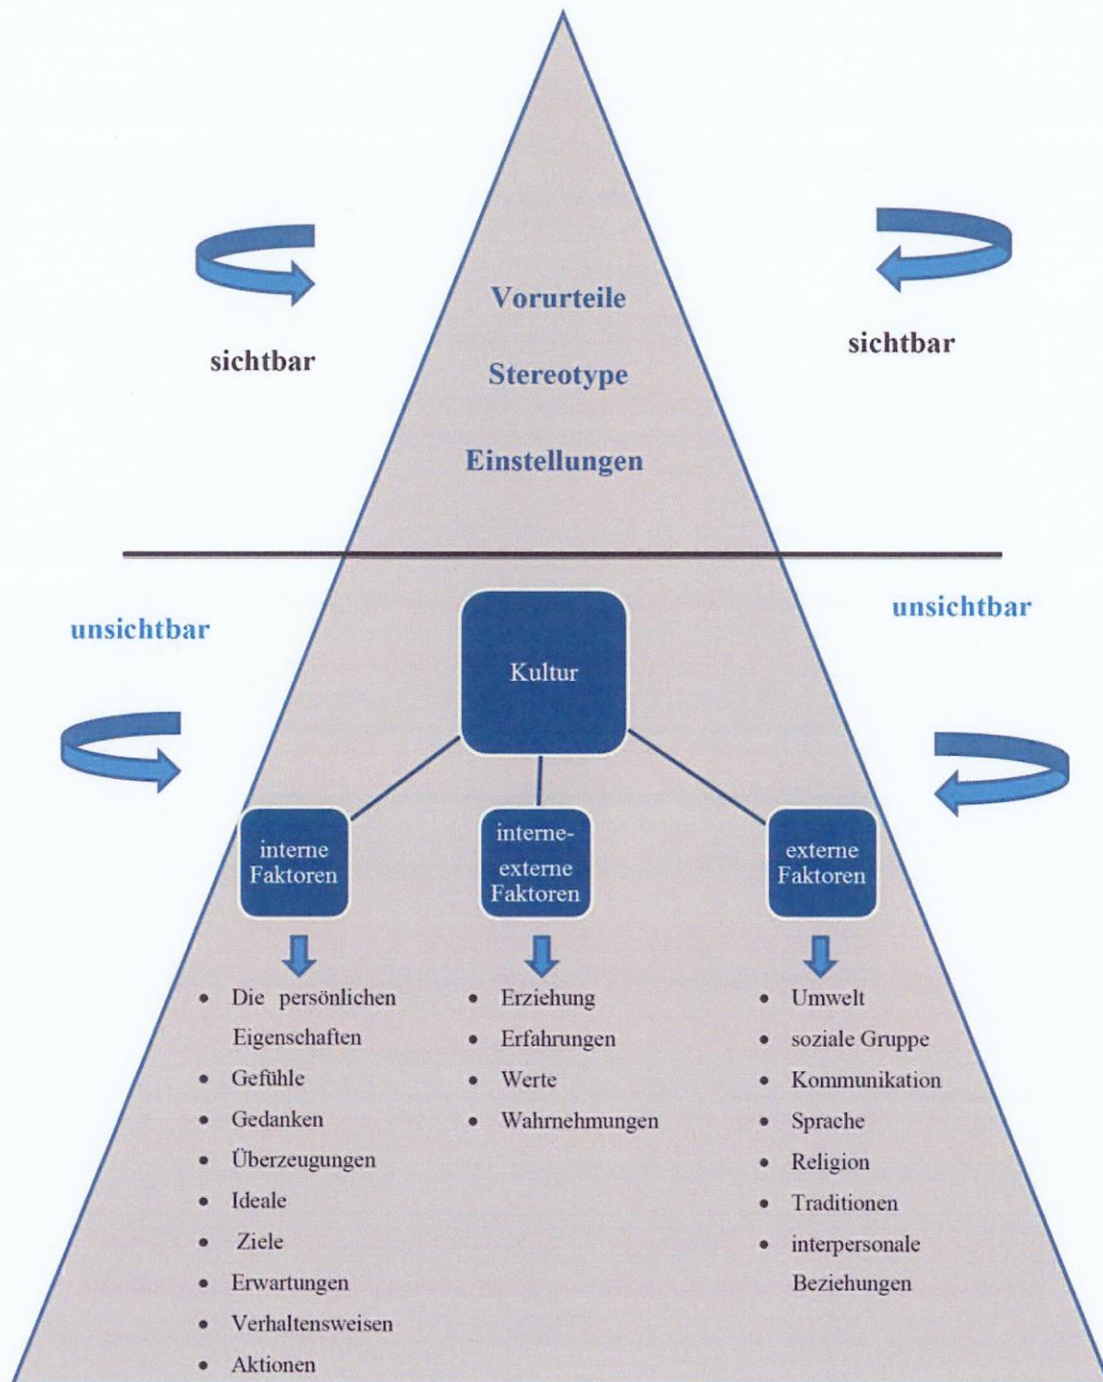 Vorurteile
sichtbar
sichtbar
Stereotype
Einstellungen
unsichtbar
unsichtbar
Kultur
interne
Faktoren
interne-
externe
Faktoren
externe
Faktoren
• Die persönlichen
Eigenschaften
• Gefühle
• Gedanken
• Überzeugungen
• Ideale
• Ziele
• Erwartungen
• Verhaltensweisen
• Aktionen
• Erziehung
• Erfahrungen
• Werte
• Wahrnehmungen
• Umwelt
• soziale Gruppe
• Kommunikation
• Sprache
• Religion
• Traditionen
• interpersonale
Beziehungen